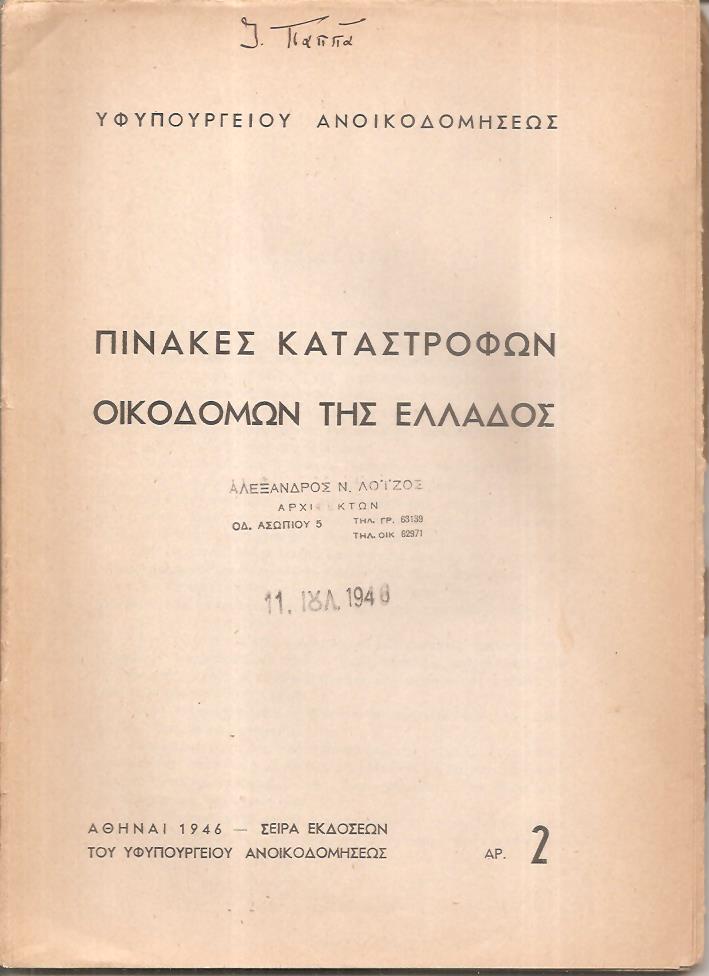 Ι. Παππά
ΥΦΥΠΟΥΡΓΕΙΟΥ ΑΝΟΙΚΟΔΟΜΗΣΕΩΣ
ΠΙΝΑΚΕΣ ΚΑΤΑΣΤΡΟΦΩΝ
ΟΙΚΟΔΟΜΩΝ ΤΗΣ ΕΛΛΑΔΟΣ
ΑΛΕΞΑΝΔΡΟΣ Ν. ΛΟΪΖΟΣ
ΑΡΧΙΤΕΚΤΩΝ
ΟΔ. ΑΣΩΠΙΟΥ 5 ΤΗΛ. ΓΡ. 63139
ΤΗΛ. ΟΙΚ 62971
11. ΙΟΥΛ. 1946
ΑΘΗΝΑΙ 1946 — ΣΕΙΡΑ ΕΚΔΟΣΕΩΝ
ΤΟΥ ΥΦΥΠΟΥΡΓΕΙΟΥ ΑΝΟΙΚΟΔΟΜΗΣΕΩΣ ΑΡ. 2